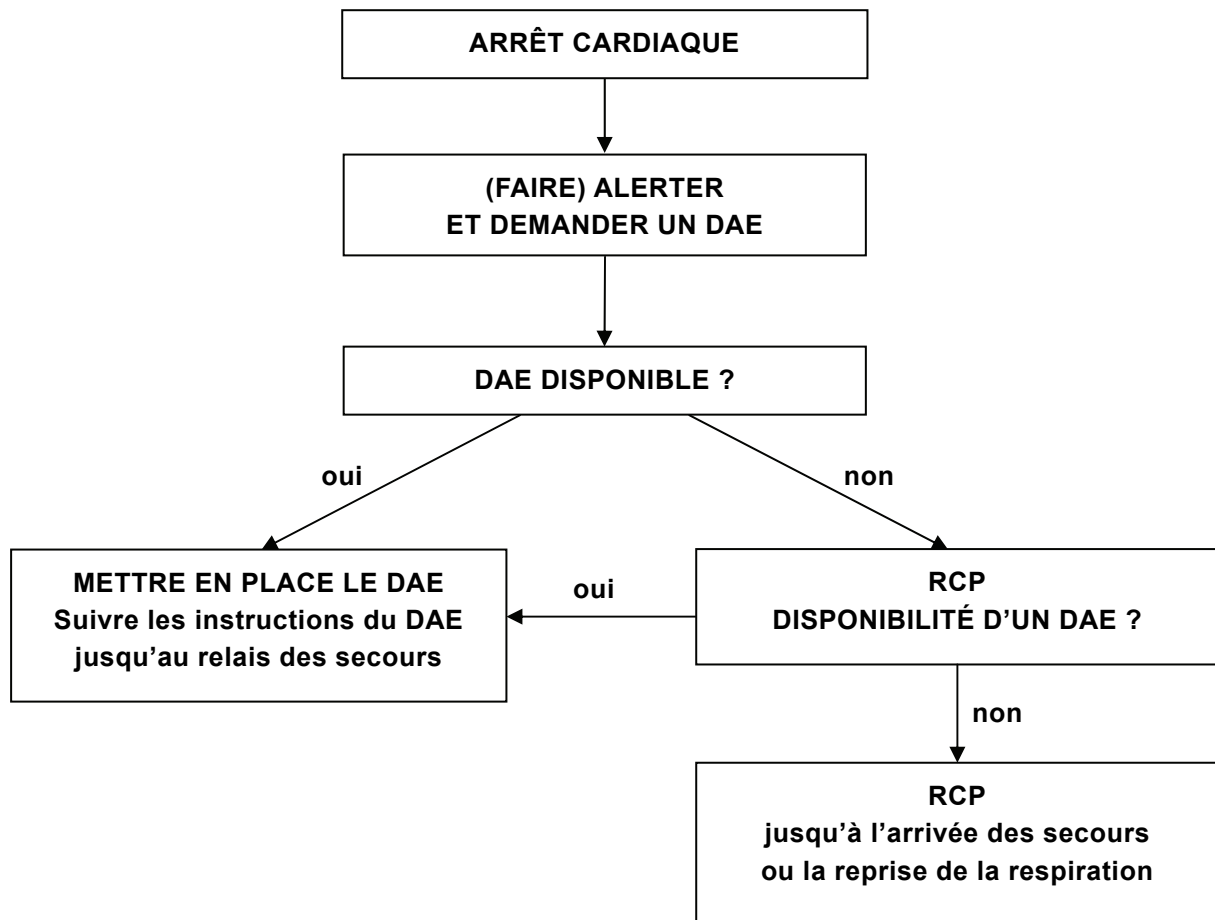 ARRÊT CARDIAQUE
(FAIRE) ALERTER
ET DEMANDER UN DAE
DAE DISPONIBLE ?
oui
non
METTRE EN PLACE LE DAE
Suivre les instructions du DAE
jusqu’au relais des secours
oui
RCP
DISPONIBILITÉ D’UN DAE ?
non
RCP
jusqu’à l’arrivée des secours
ou la reprise de la respiration